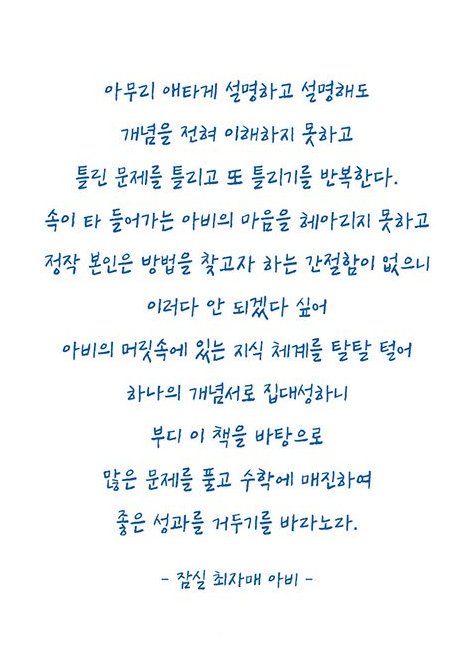 아무리 애타게 설명하고 설명해도
개념을 전혀 이해하지 못하고
틀린 문제를 틀리고 또 틀리기를 반복한다.
속이 타 들어가는 아비의 마음을 헤아리지 못하고
정작 본인은 방법을 찾고자 하는 간절함이 없으니
이러다 안 되겠다 싶어
아비의 머릿속에 있는 지식 체계를 탈탈 털어
하나의 개념서로 집대성하니
부디 이 책을 바탕으로
많은 문제를 풀고 수학에 매진하여
좋은 성과를 거두기를 바라노라.
- 잠실 최자매 아비 -